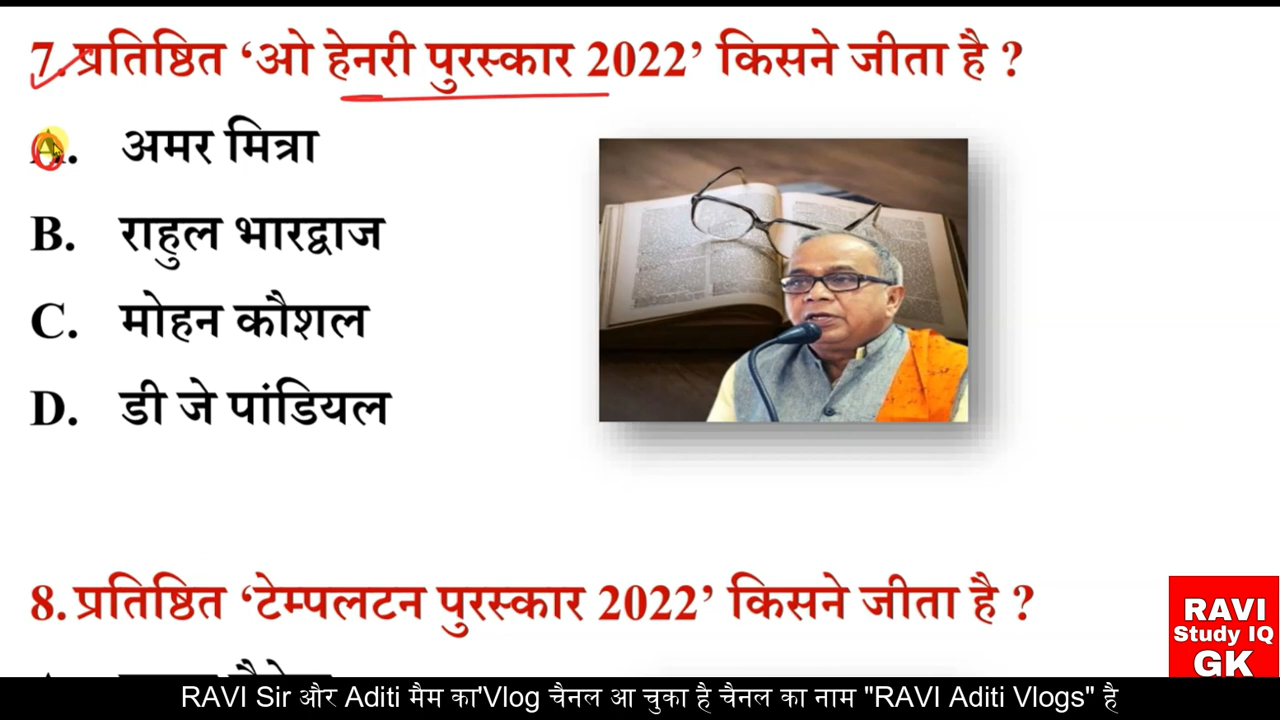 7. प्रतिष्ठित ‘ओ हेनरी पुरस्कार 2022’ किसने जीता है ?
A. अमर मित्रा
B. राहुल भारद्वाज
C. मोहन कौशल
D. डी जे पांडियल
8. प्रतिष्ठित ‘टेम्पलटन पुरस्कार 2022’ किसने जीता है ?
RAVI
Study IQ
GK
RAVI Sir और Aditi मैम का'Vlog चैनल आ चुका है चैनल का नाम "RAVI Aditi Vlogs" है